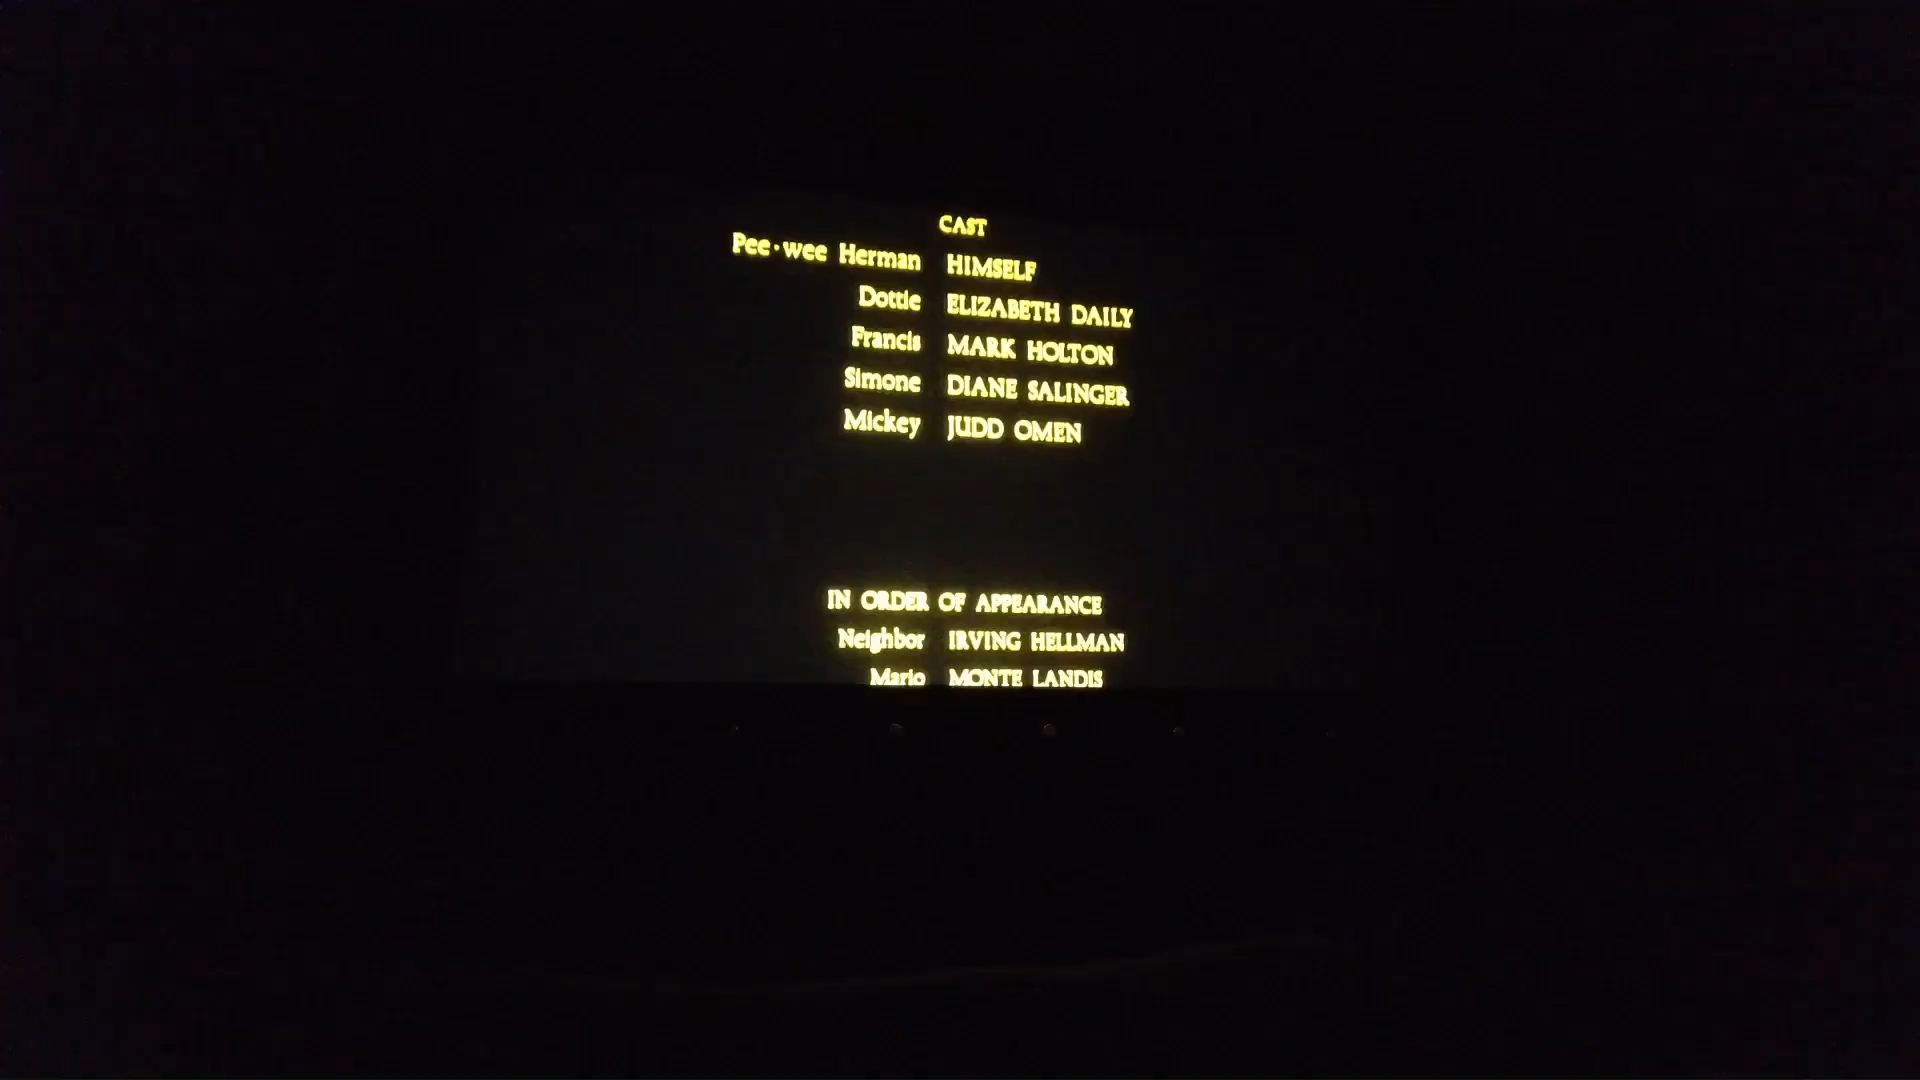 CAST
Pee-wee Herman HIMSELF
Dottie ELIZABETH DAILY
Francis MARK HOLTON
Simone DIANE SALINGER
Mickey JUDD OMEN
IN ORDER OF APPEARANCE
Neighbor IRVING HELLMAN
Mario MONTE LANDIS